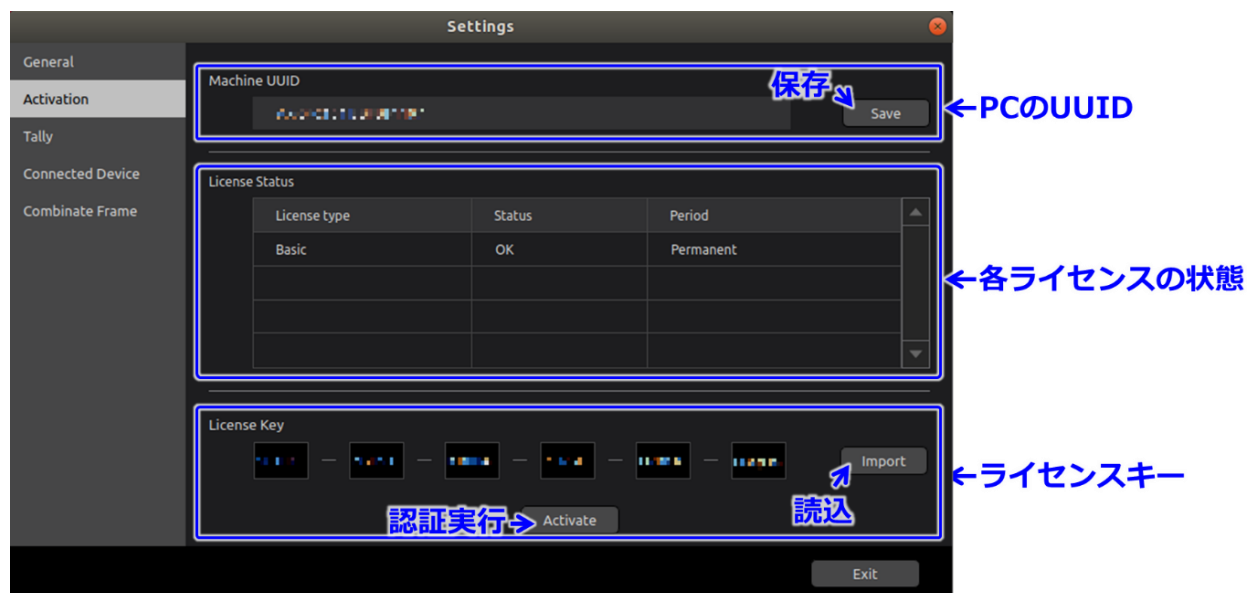 Settings
General
Activation
Tally
Connected Device
Combinate Frame
Machine UUID
保存
Save
←PCのUUID
License Status
License type Status Period
Basic OK Permanent
←各ライセンスの状態
License Key
Import
読込
←ライセンスキー
認証実行
Activate
Exit